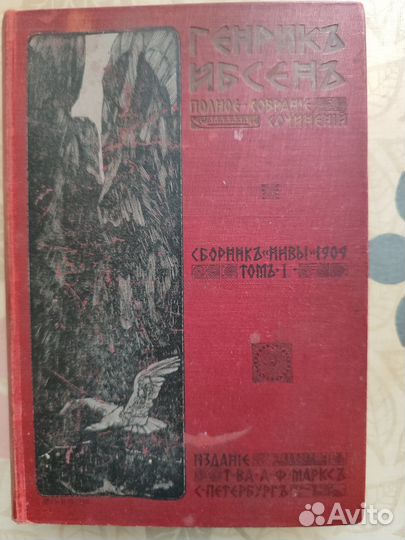 ГЕНРИКЪ
ИБСЕНЪ
ПОЛНОЕ СОБРАНІЕ
СОЧИНЕНІЙ
СБОРНИКЪ "НИВЫ" 1909
ТОМЪ · I ·
ИЗДАНІЕ
Т-ВА · А · Ф · МАРКСЪ
С-ПЕТЕРБУРГЪ
Avito